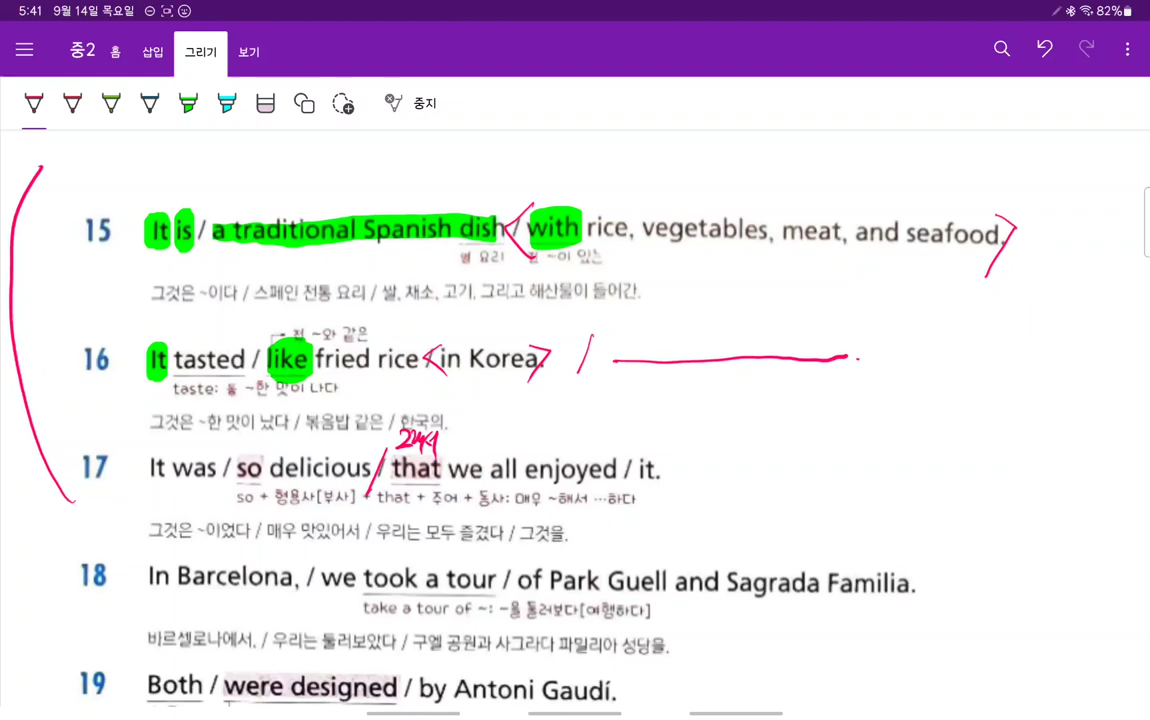 5:41 9월 14일 목요일 82%
중2 홈 삽입 그리기 보기
중지
15 It is / a traditional Spanish dish / with rice, vegetables, meat, and seafood.
명 요리 전 ~이 있는
그것은 ~이다 / 스페인 전통 요리 / 쌀, 채소, 고기, 그리고 해산물이 들어간.
전 ~와 같은
16 It tasted / like fried rice / in Korea.
taste: 동 ~한 맛이 나다
그것은 ~한 맛이 났다 / 볶음밥 같은 / 한국의.
17 It was / so delicious / that we all enjoyed / it.
so + 형용사[부사] + that + 주어 + 동사: 매우 ~해서 …하다
그것은 ~이었다 / 매우 맛있어서 / 우리는 모두 즐겼다 / 그것을.
18 In Barcelona, / we took a tour / of Park Guell and Sagrada Familia.
take a tour of ~: ~을 둘러보다[여행하다]
바르셀로나에서, / 우리는 둘러보았다 / 구엘 공원과 사그라다 파밀리아 성당을.
19 Both / were designed / by Antoni Gaudí.